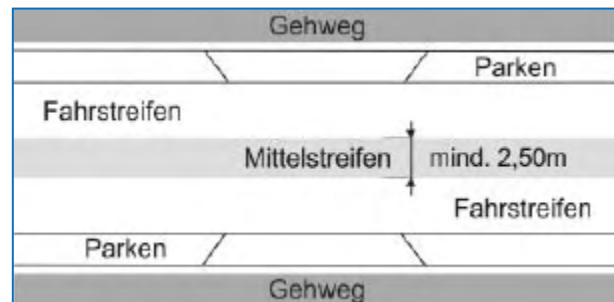 Gehweg
Parken
Fahrstreifen
Mittelstreifen mind. 2,50m
Fahrstreifen
Parken
Gehweg